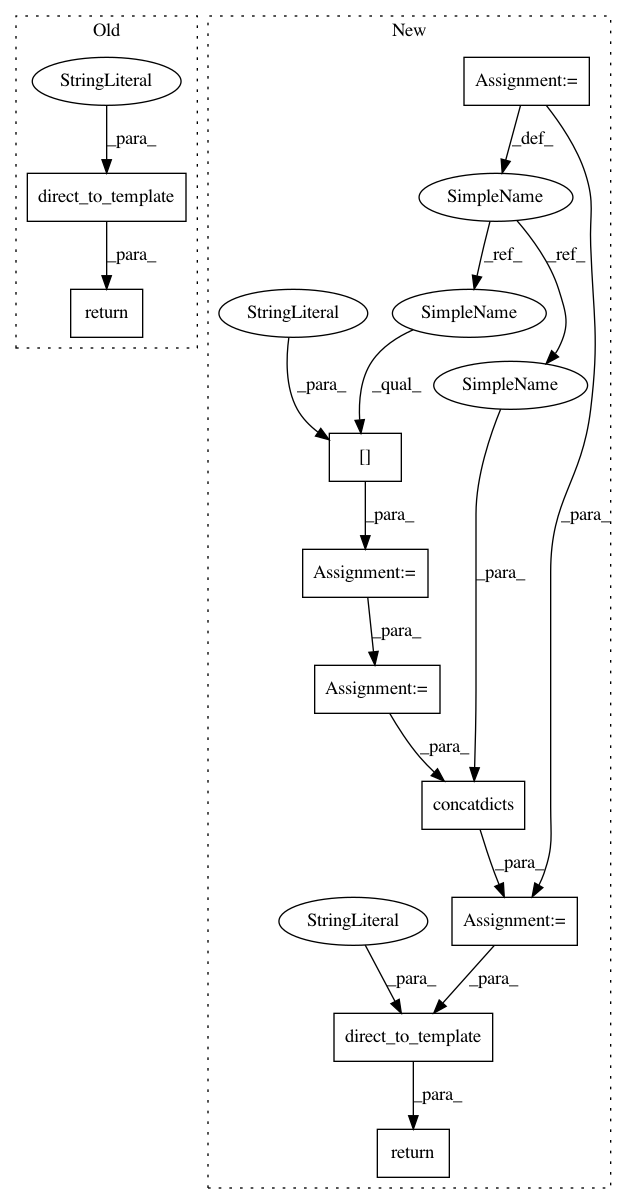 Old
New
StringLiteral
Assignment:=
_para_
_def_
direct_to_template
SimpleName
_para_
_ref_
_ref_
return
StringLiteral
SimpleName
SimpleName
_para_
_qual_
[]
_para_
_para_
_para_
Assignment:=
_para_
Assignment:=
_para_
concatdicts
_para_
StringLiteral
Assignment:=
_para_
_para_
direct_to_template
_para_
return